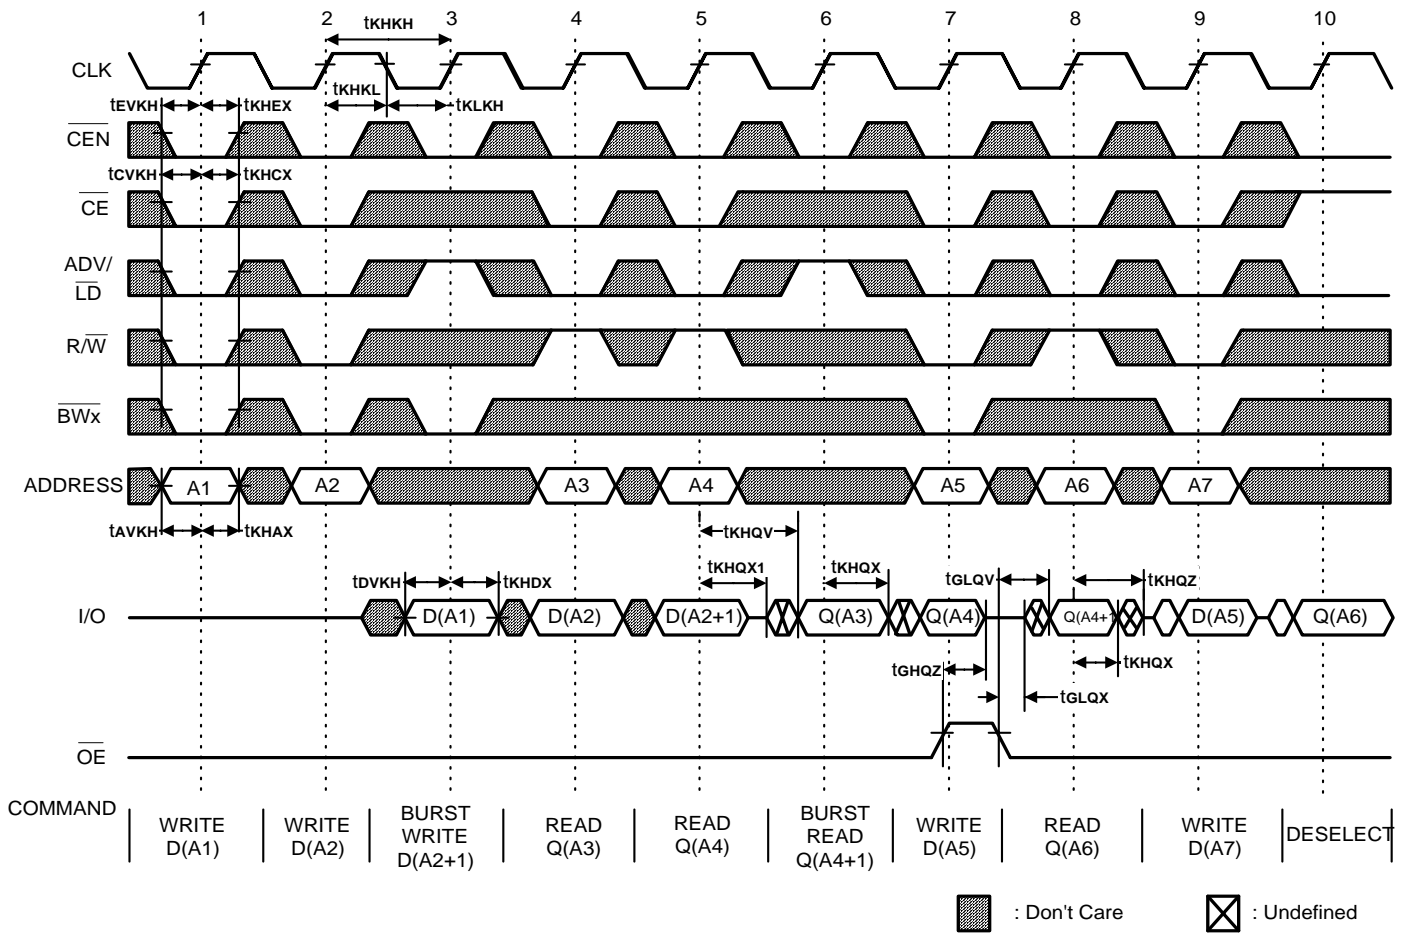 1 2 3 4 5 6 7 8 9 10
tKHKH
CLK
tKHKL tKLKH
tEVKH tKHEX
CEN
tCVKH tKHCX
CE
ADV/
LD
R/W
BWx
ADDRESS A1 A2 A3 A4 A5 A6 A7
tAVKH tKHAX tKHQV
tDVKH tKHDX tKHQX1 tKHQX tGLQV tKHQZ
I/O D(A1) D(A2) D(A2+1) Q(A3) Q(A4) Q(A4+1 D(A5) Q(A6)
tGHQZ tKHQX
tGLQX
OE
COMMAND
WRITE
D(A1)
WRITE
D(A2)
BURST
WRITE
D(A2+1)
READ
Q(A3)
READ
Q(A4)
BURST
READ
Q(A4+1)
WRITE
D(A5)
READ
Q(A6)
WRITE
D(A7)
DESELECT
: Don't Care : Undefined